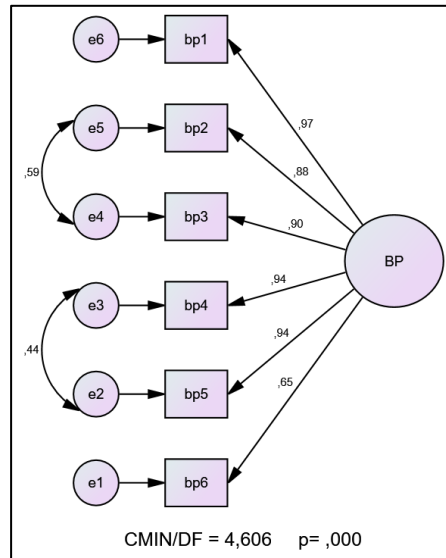 e6 bp1
,97
e5 bp2
,88
,59
e4 bp3
,90
BP
e3 bp4
,94
,44
,94
e2 bp5
,65
e1 bp6
CMIN/DF = 4,606 p= ,000